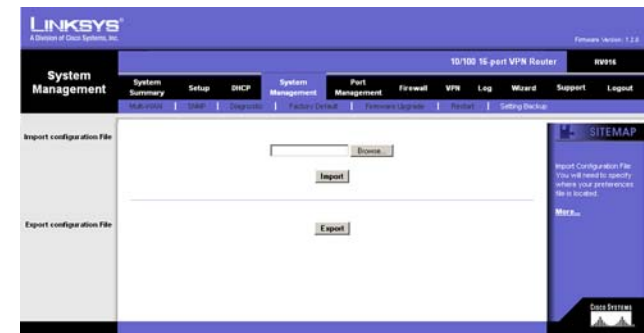 LINKSYS®
A Division of Cisco Systems, Inc.
Firmware Version: 1.2.0
10/100 16-port VPN Router
RV016
System Management
System Summary
Setup
DHCP
System Management
Port Management
Firewall
VPN
Log
Wizard
Support
Logout
Multi-WAN | SNMP | Diagnostic | Factory Default | Firmware Upgrade | Restart | Setting Backup
SITEMAP
Import configuration File
Browse...
Import
Import Configuration File:
You will need to specify
where your preferences
file is located.
More...
Export configuration File
Export
Cisco Systems